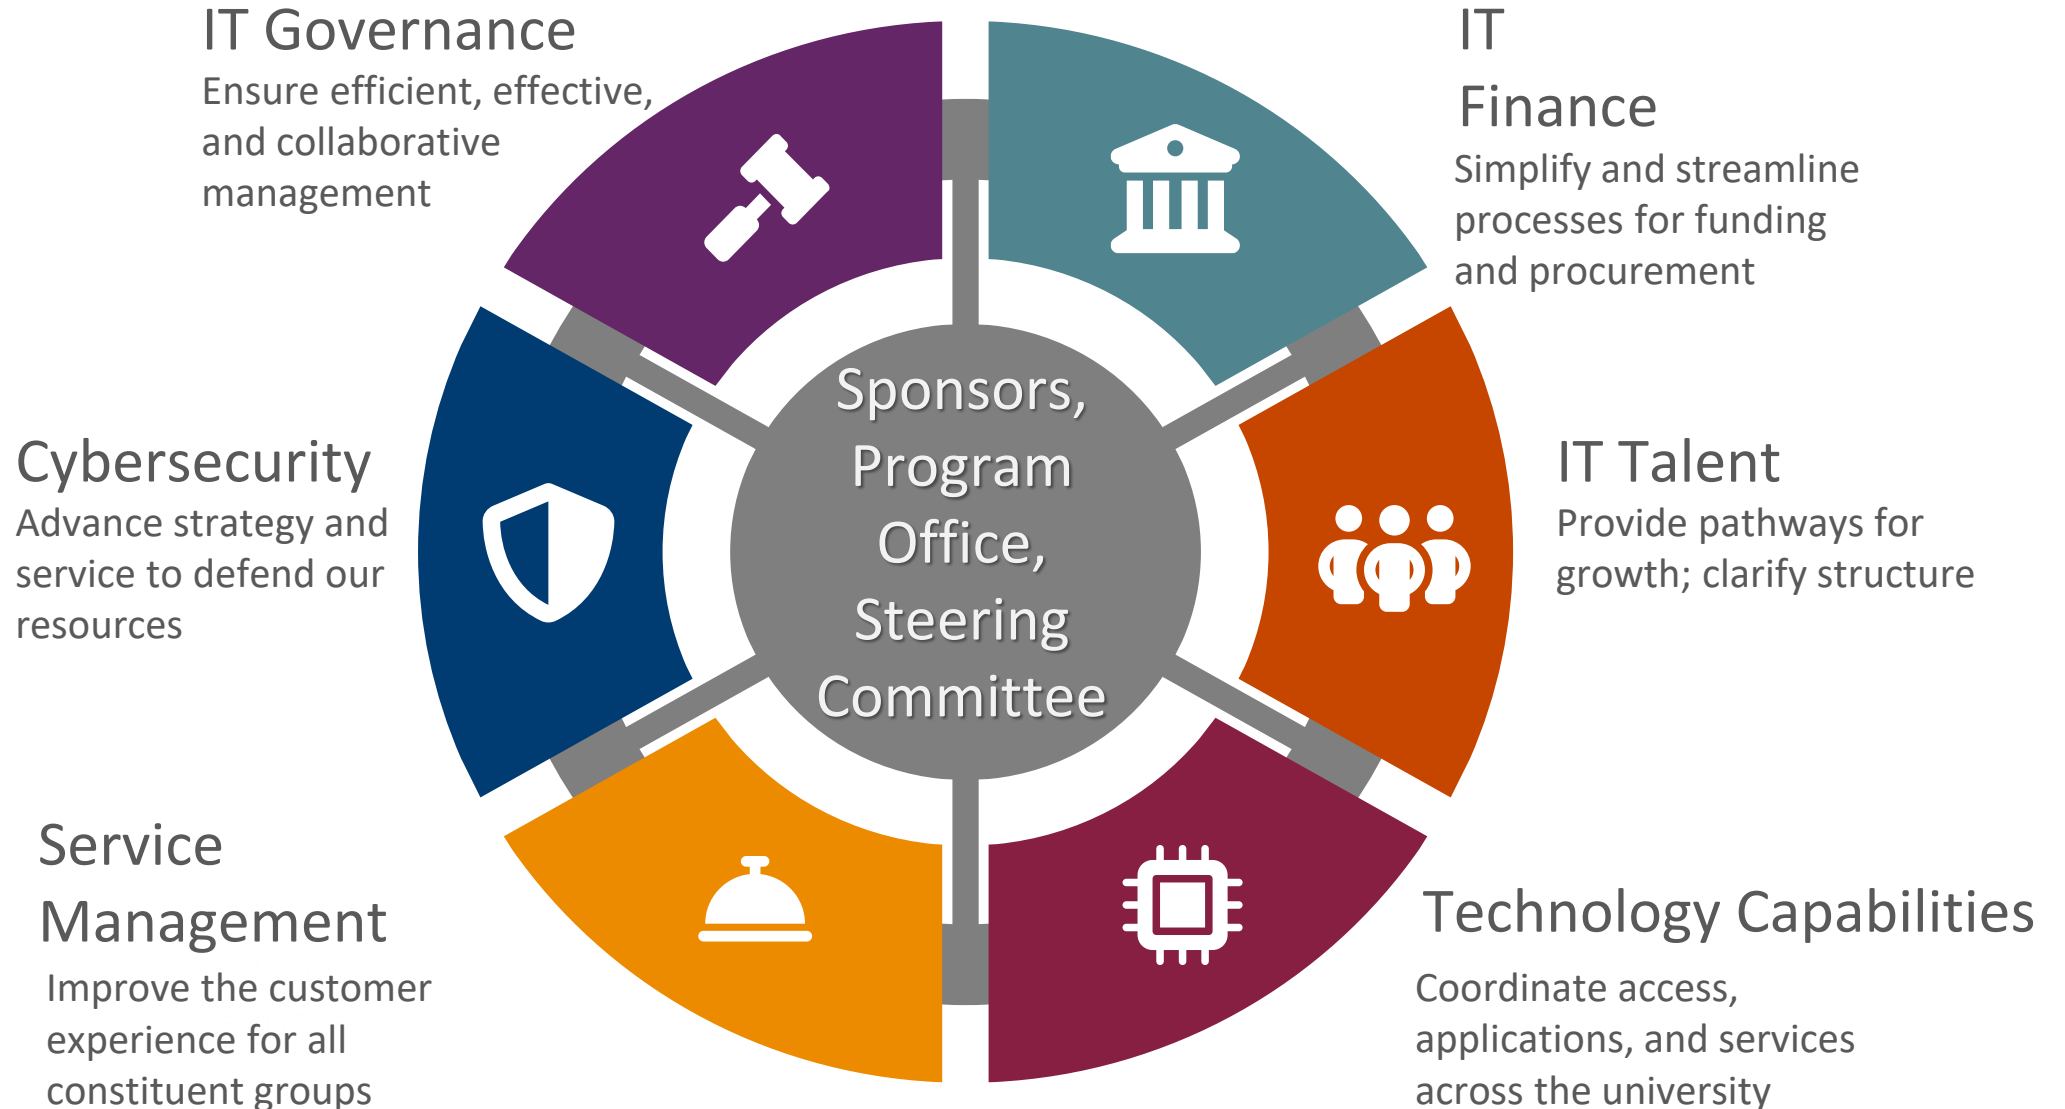 IT Governance
Ensure efficient, effective,
and collaborative
management
IT
Finance
Simplify and streamline
processes for funding
and procurement
Cybersecurity
Advance strategy and
service to defend our
resources
Sponsors,
Program
Office,
Steering
Committee
IT Talent
Provide pathways for
growth; clarify structure
Service
Management
Improve the customer
experience for all
constituent groups
Technology Capabilities
Coordinate access,
applications, and services
across the university